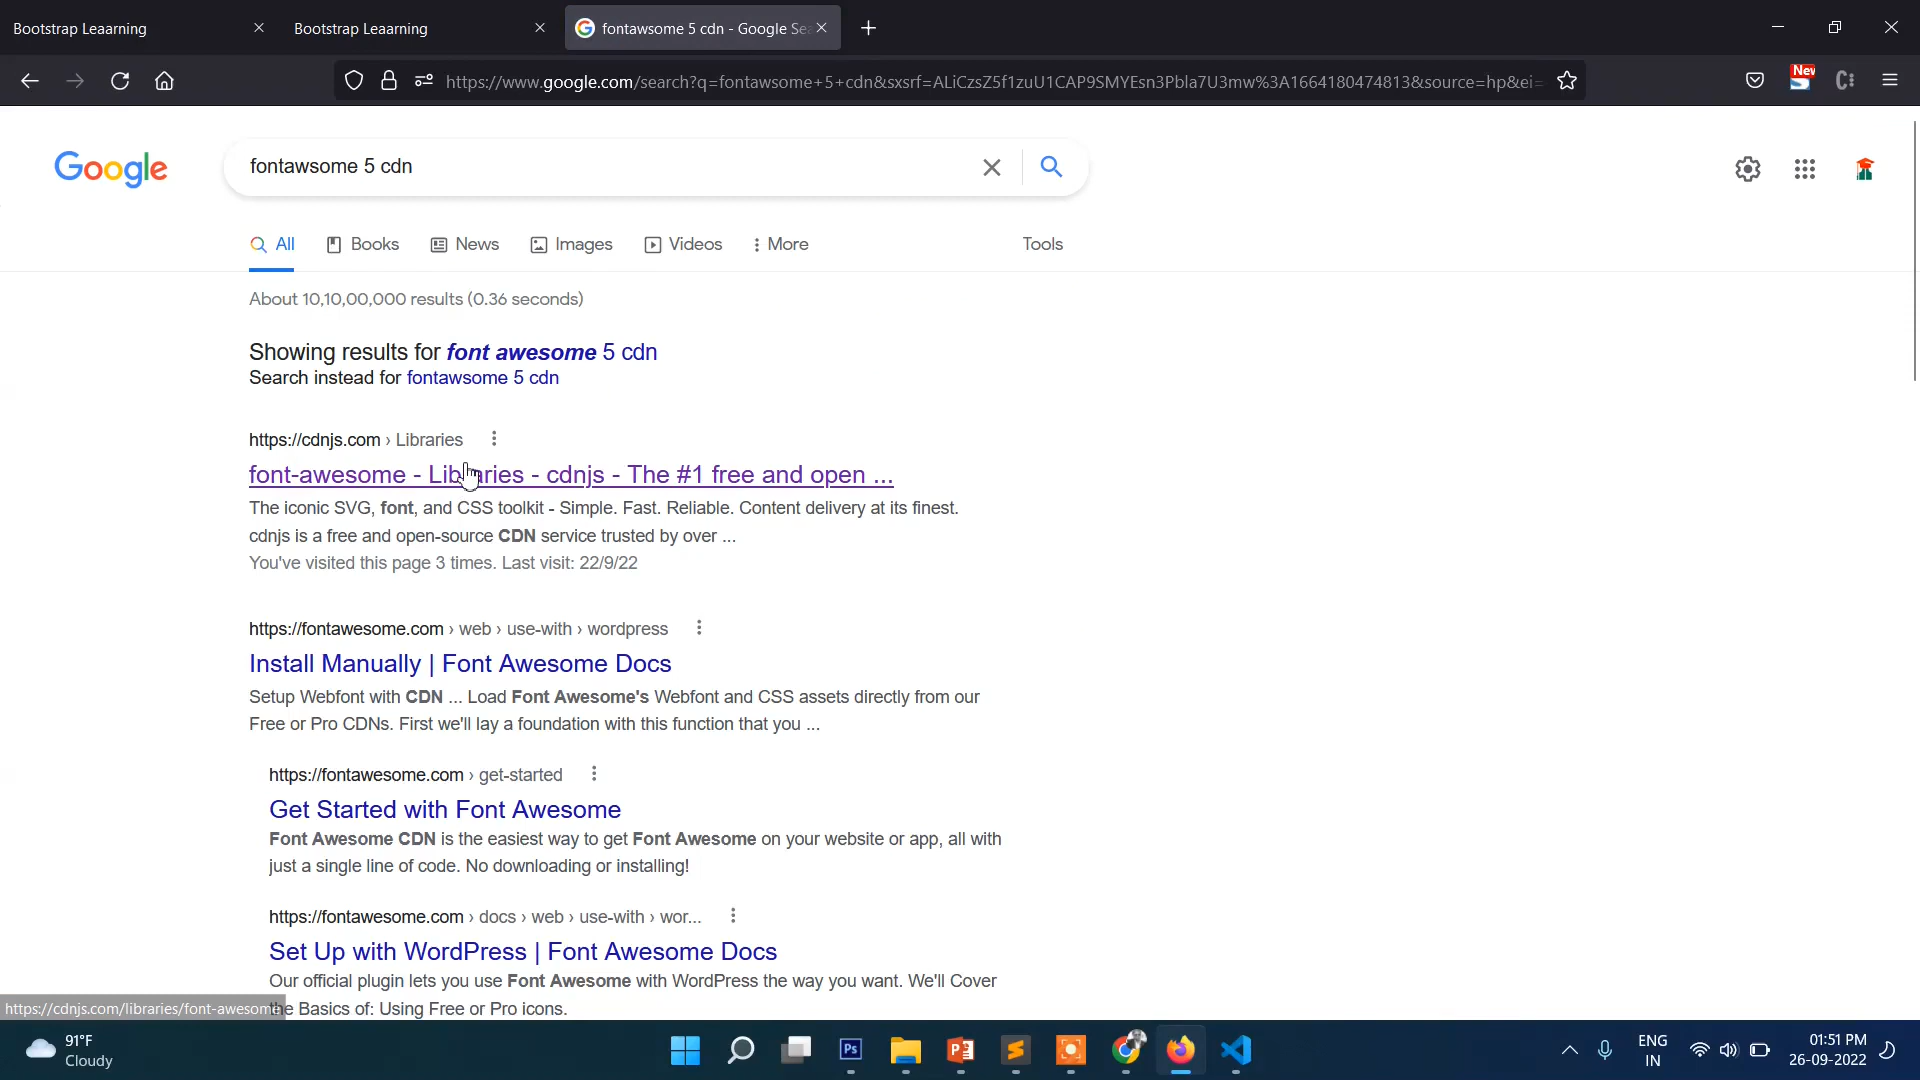 Bootstrap Leaarning
Bootstrap Leaarning
fontawsome 5 cdn - Google Sea
https://www.google.com/search?q=fontawsome+5+cdn&sxsrf=ALiCzsZ5f1zuU1CAP9SMYEsn3Pbla7U3mw%3A1664180474813&source=hp&ei=
New
Google
fontawsome 5 cdn
All
Books
News
Images
Videos
More
Tools
About 10,10,00,000 results (0.36 seconds)
Showing results for font awesome 5 cdn
Search instead for fontawsome 5 cdn
https://cdnjs.com › Libraries
font-awesome - Libraries - cdnjs - The #1 free and open ...
The iconic SVG, font, and CSS toolkit - Simple. Fast. Reliable. Content delivery at its finest.
cdnjs is a free and open-source CDN service trusted by over ...
You've visited this page 3 times. Last visit: 22/9/22
https://fontawesome.com › web › use-with › wordpress
Install Manually | Font Awesome Docs
Setup Webfont with CDN ... Load Font Awesome's Webfont and CSS assets directly from our
Free or Pro CDNs. First we'll lay a foundation with this function that you ...
https://fontawesome.com › get-started
Get Started with Font Awesome
Font Awesome CDN is the easiest way to get Font Awesome on your website or app, all with
just a single line of code. No downloading or installing!
https://fontawesome.com › docs › web › use-with › wor...
Set Up with WordPress | Font Awesome Docs
Our official plugin lets you use Font Awesome with WordPress the way you want. We'll Cover
the Basics of: Using Free or Pro icons.
https://cdnjs.com/libraries/font-awesome
91°F
Cloudy
Ps
ENG
IN
01:51 PM
26-09-2022